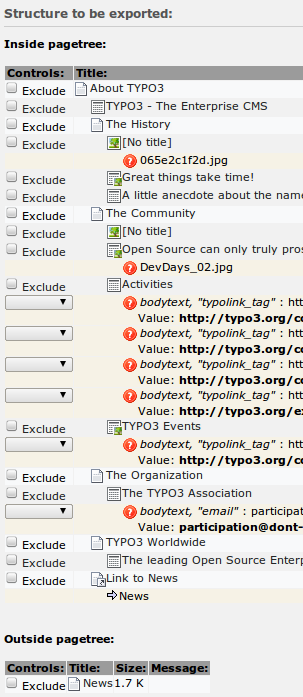 Structure to be exported:
Inside pagetree:
Controls: Title:
Exclude About TYPO3
Exclude TYPO3 - The Enterprise CMS
Exclude The History
Exclude [No title]
065e2c1f2d.jpg
Exclude Great things take time!
Exclude A little anecdote about the name
Exclude The Community
Exclude [No title]
Exclude Open Source can only truly pros
DevDays_02.jpg
Exclude Activities
bodytext, "typolink_tag" : htt
Value: http://typo3.org/co
bodytext, "typolink_tag" : htt
Value: http://typo3.org/co
bodytext, "typolink_tag" : htt
Value: http://typo3.org/co
bodytext, "typolink_tag" : htt
Value: http://typo3.org/ex
Exclude TYPO3 Events
bodytext, "typolink_tag" : htt
Value: http://typo3.org/co
Exclude The Organization
Exclude The TYPO3 Association
bodytext, "email" : participat
Value: participation@dont-
Exclude TYPO3 Worldwide
Exclude The leading Open Source Enterp
Exclude Link to News
News
Outside pagetree:
Controls: Title: Size: Message:
Exclude News 1.7 K